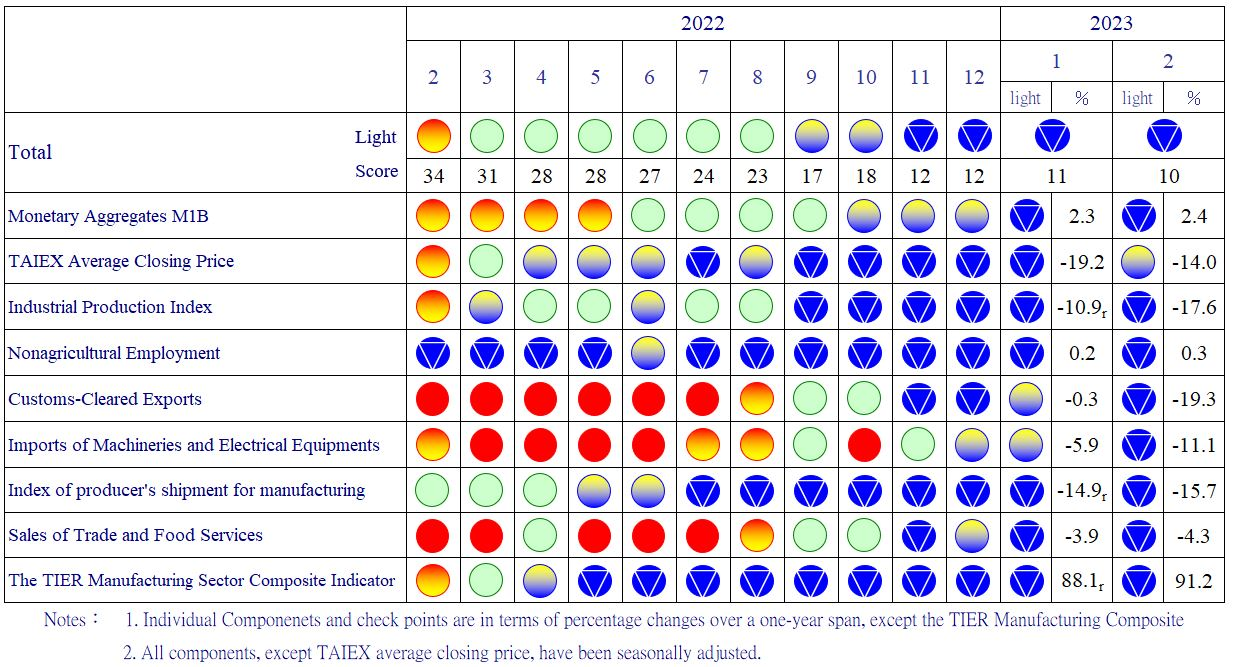 2022 2023
2 3 4 5 6 7 8 9 10 11 12 1 2
light % light %
Total Light
Score 34 31 28 28 27 24 23 17 18 12 12 11 10
Monetary Aggregates M1B 2.3 2.4
TAIEX Average Closing Price -19.2 -14.0
Industrial Production Index -10.9r -17.6
Nonagricultural Employment 0.2 0.3
Customs-Cleared Exports -0.3 -19.3
Imports of Machineries and Electrical Equipments -5.9 -11.1
Index of producer's shipment for manufacturing -14.9r -15.7
Sales of Trade and Food Services -3.9 -4.3
The TIER Manufacturing Sector Composite Indicator 88.1r 91.2
Notes： 1. Individual Componenets and check points are in terms of percentage changes over a one-year span, except the TIER Manufacturing Composite
2. All components, except TAIEX average closing price, have been seasonally adjusted.